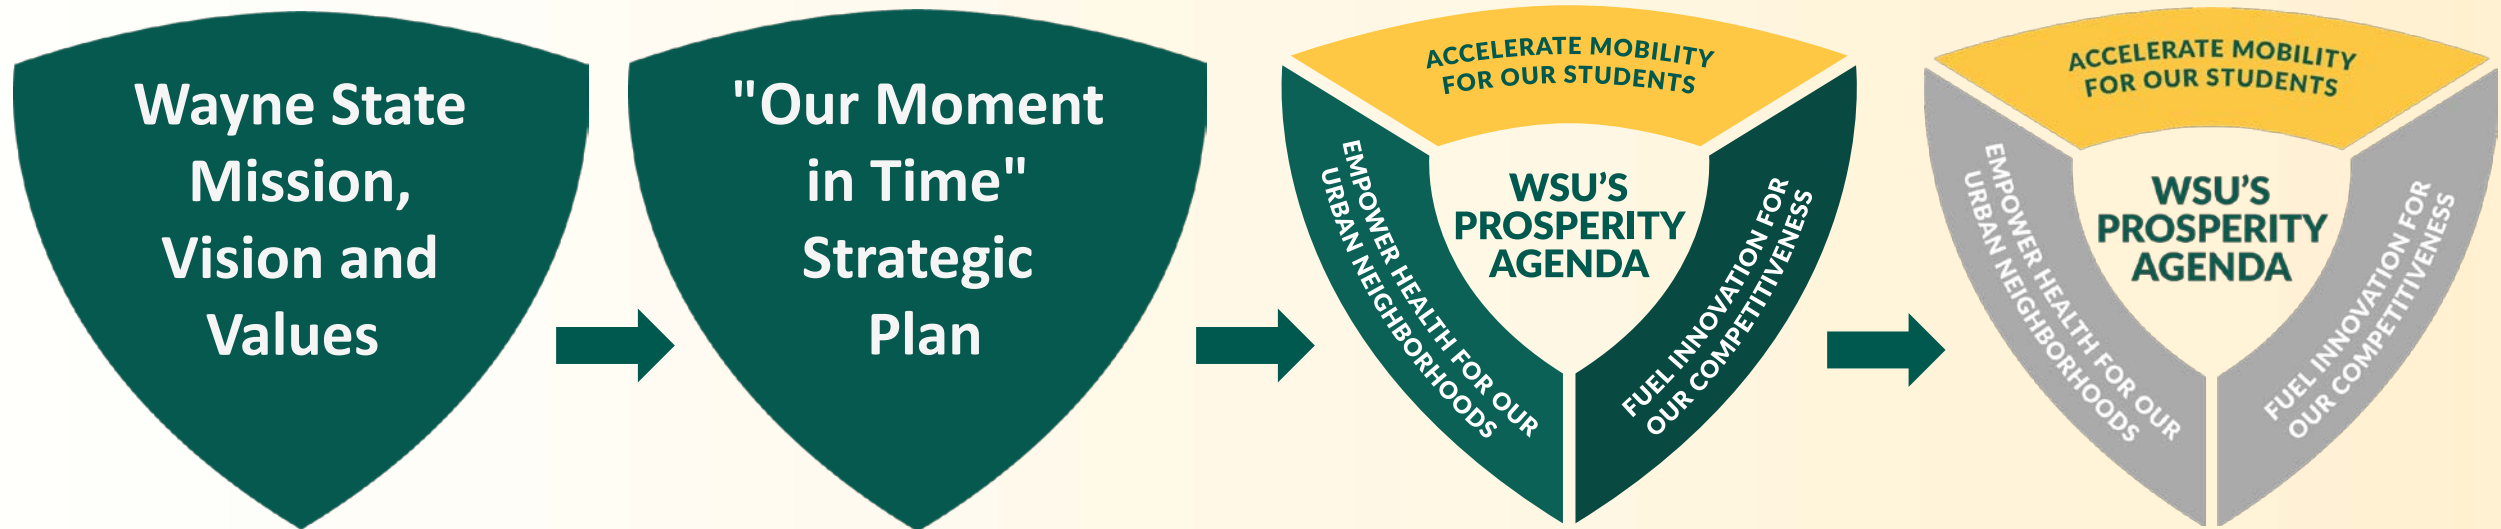 Wayne State
Mission,
Vision and
Values
"Our Moment
in Time"
Strategic
Plan
ACCELERATE MOBILITY
FOR OUR STUDENTS
WSU'S
PROSPERITY
AGENDA
EMPOWER HEALTH FOR OUR
URBAN NEIGHBORHOODS
FUEL INNOVATION FOR
OUR COMPETITIVENESS
ACCELERATE MOBILITY
FOR OUR STUDENTS
WSU'S
PROSPERITY
AGENDA
EMPOWER HEALTH FOR OUR
URBAN NEIGHBORHOODS
FUEL INNOVATION FOR
OUR COMPETITIVENESS